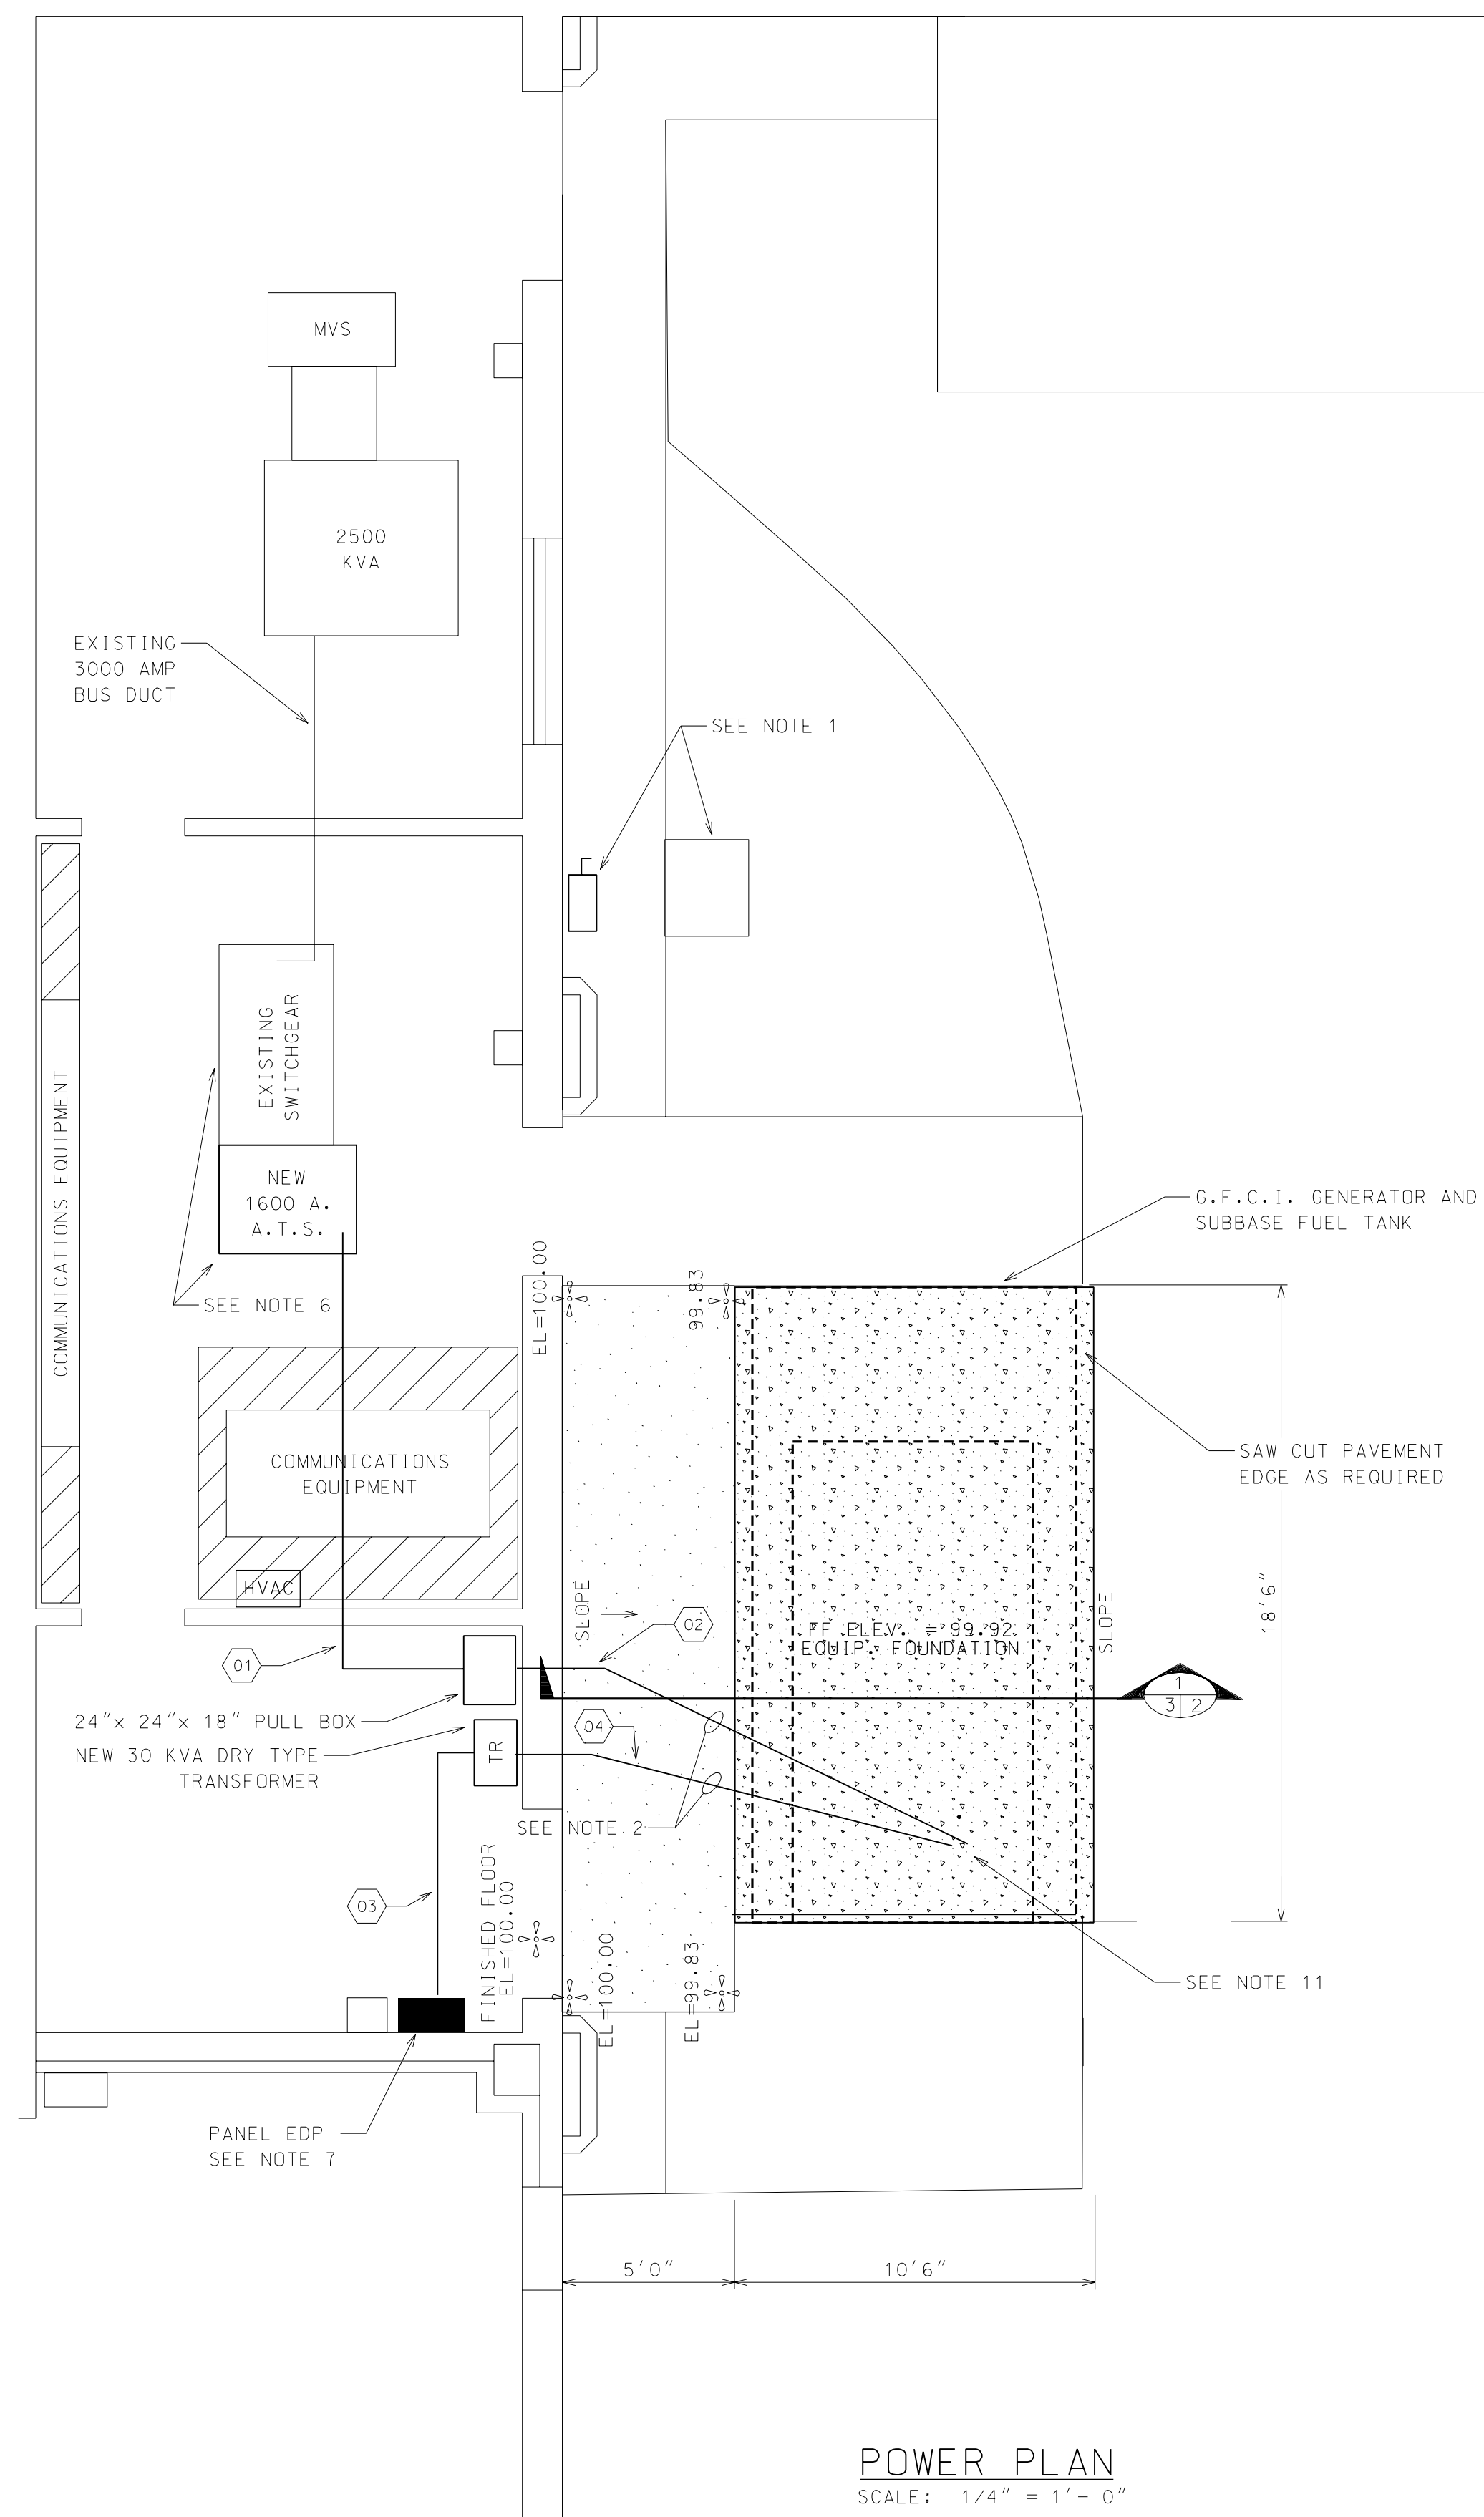 MVS
2500
KVA
EXISTING
3000 AMP
BUS DUCT
SEE NOTE 1
EXISTING
SWITCHGEAR
COMMUNICATIONS EQUIPMENT
NEW
1600 A.
A.T.S.
G.F.C.I. GENERATOR AND
SUBBASE FUEL TANK
EL=100.00
99.83
SEE NOTE 6
COMMUNICATIONS
EQUIPMENT
SAW CUT PAVEMENT
EDGE AS REQUIRED
HVAC
SLOPE
02
FF ELEV. = 99.92
EQUIP. FOUNDATION
SLOPE
18'6"
01
1
3 2
24"x 24"x 18" PULL BOX
04
NEW 30 KVA DRY TYPE
TRANSFORMER
TR
SEE NOTE 2
03
FINISHED FLOOR
EL=100.00
EL=100.00
EL=99.83
SEE NOTE 11
PANEL EDP
SEE NOTE 7
5'0"
10'6"
POWER PLAN
SCALE: 1/4" = 1'- 0"